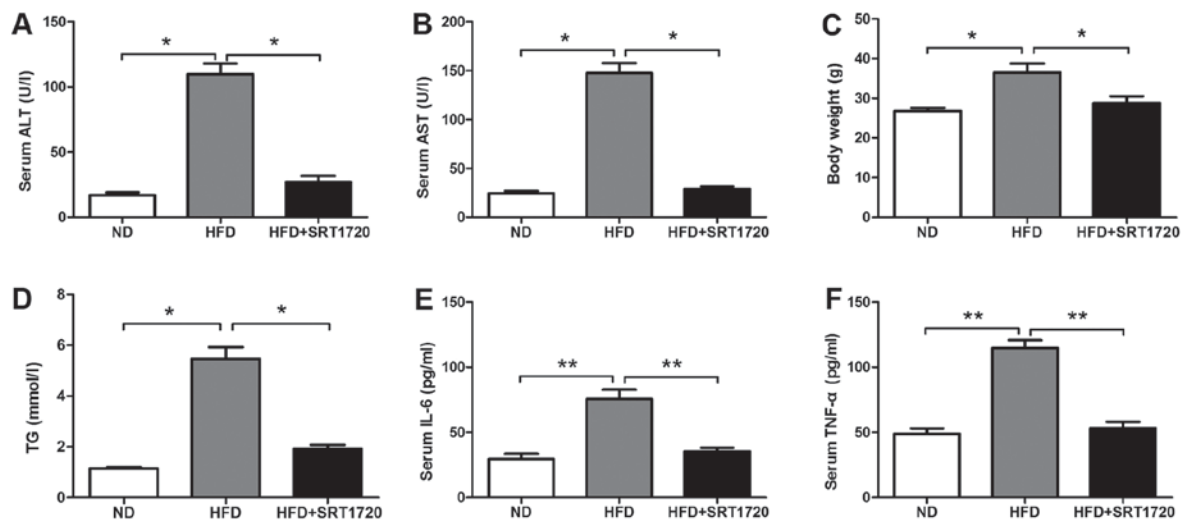 A
Serum ALT (U/l)
150
100
50
0
*
*
ND
HFD
HFD+SRT1720
B
Serum AST (U/l)
200
150
100
50
0
*
*
ND
HFD
HFD+SRT1720
C
Body weight (g)
50
40
30
20
10
0
*
*
ND
HFD
HFD+SRT1720
D
TG (mmol/l)
8
6
4
2
0
*
*
ND
HFD
HFD+SRT1720
E
Serum IL-6 (pg/ml)
150
100
50
0
**
**
ND
HFD
HFD+SRT1720
F
Serum TNF-α (pg/ml)
150
100
50
0
**
**
ND
HFD
HFD+SRT1720